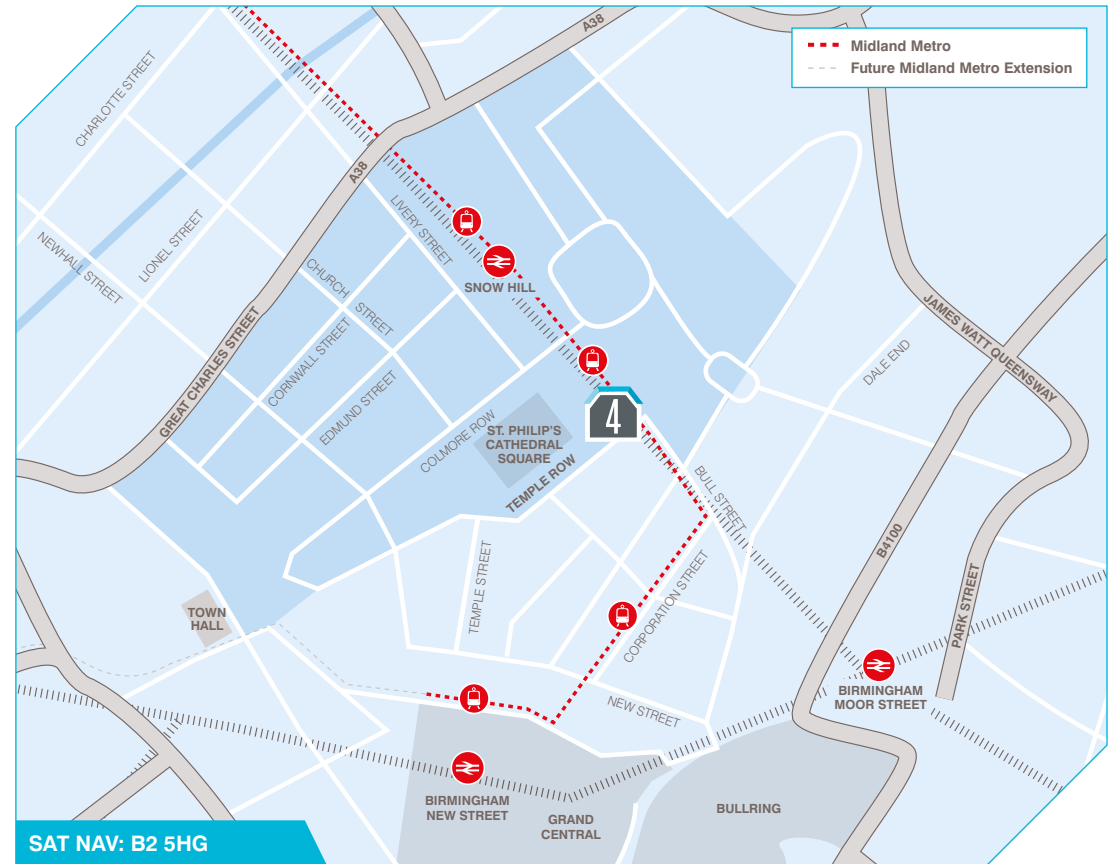 A38
Midland Metro
Future Midland Metro Extension
CHARLOTTE STREET
A38
LIVERY STREET
LIONEL STREET
NEWHALL STREET
SNOW HILL
CHURCH STREET
JAMES WATT QUEENSWAY
CORNWALL STREET
GREAT CHARLES STREET
DALE END
EDMUND STREET
4
COLMORE ROW
ST. PHILIP'S
CATHEDRAL
SQUARE
TEMPLE ROW
BULL STREET
B4100
TEMPLE STREET
CORPORATION STREET
PARK STREET
TOWN
HALL
BIRMINGHAM
MOOR STREET
NEW STREET
BIRMINGHAM
NEW STREET
GRAND
CENTRAL
BULLRING
SAT NAV: B2 5HG